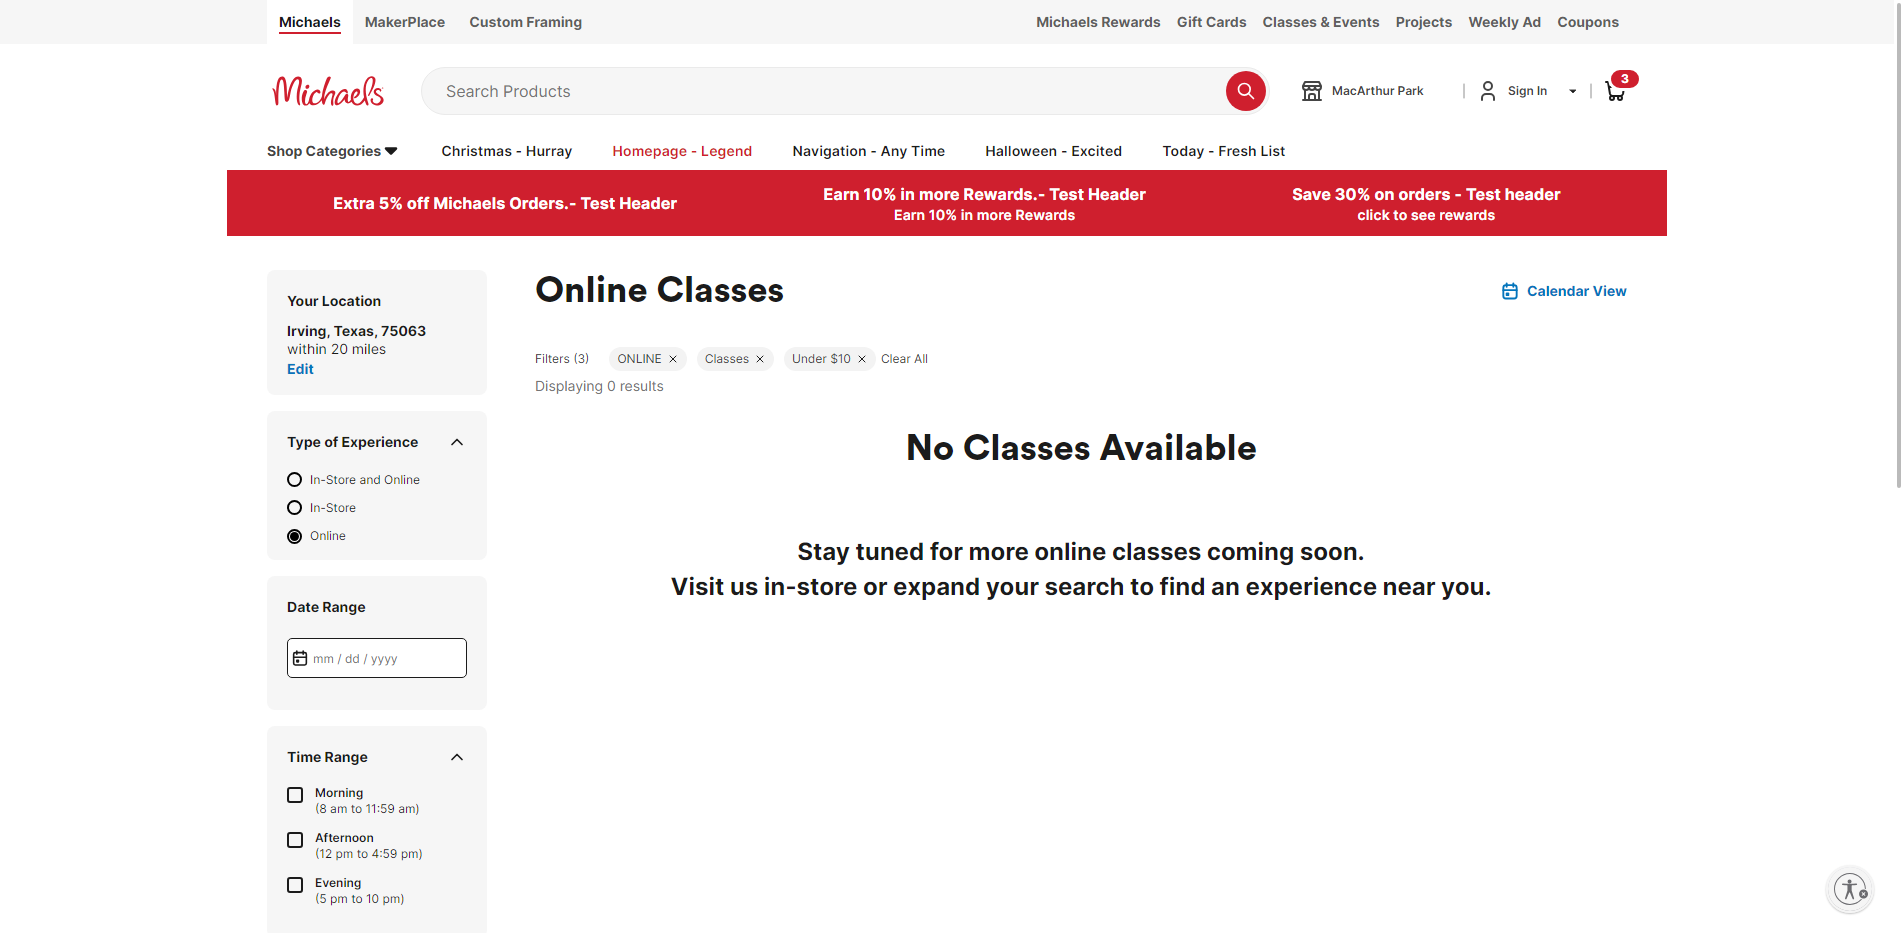 Michaels MakerPlace Custom Framing Michaels Rewards Gift Cards Classes & Events Projects Weekly Ad Coupons
Michaels Search Products MacArthur Park | Sign In | 3
Shop Categories Christmas - Hurray Homepage - Legend Navigation - Any Time Halloween - Excited Today - Fresh List
Extra 5% off Michaels Orders.- Test Header
Earn 10% in more Rewards.- Test Header
Earn 10% in more Rewards
Save 30% on orders - Test header
click to see rewards
Your Location
Irving, Texas, 75063
within 20 miles
Edit
Type of Experience
In-Store and Online
In-Store
Online
Date Range
mm / dd / yyyy
Time Range
Morning
(8 am to 11:59 am)
Afternoon
(12 pm to 4:59 pm)
Evening
(5 pm to 10 pm)
Online Classes
Calendar View
Filters (3) ONLINE Classes Under $10 Clear All
Displaying 0 results
No Classes Available
Stay tuned for more online classes coming soon.
Visit us in-store or expand your search to find an experience near you.